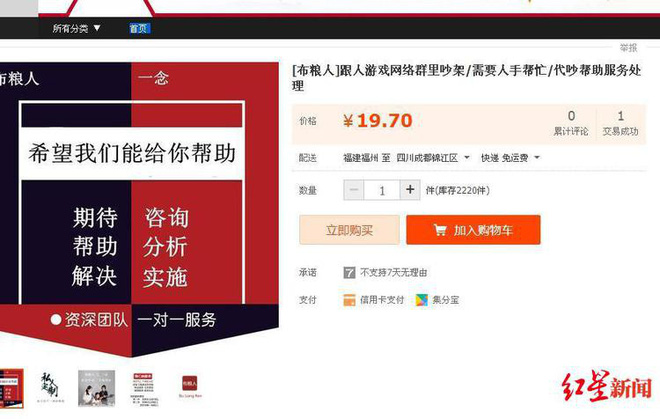 所有分类 ▼ 首页
举报
布粮人 一念
希望我们能给你帮助
期待 咨询
帮助 分析
解决 实施
资深团队 一对一服务
[布粮人]跟人游戏网络群里吵架/需要人手帮忙/代吵帮助服务处
理
价格 ¥19.70
0 累计评论
1 交易成功
配送 福建福州 至 四川成都锦江区 快递 免运费
数量 − 1 + 件(库存2220件)
立即购买 加入购物车
承诺 7 不支持7天无理由
支付 信用卡支付 集分宝
布粮人
红星新闻